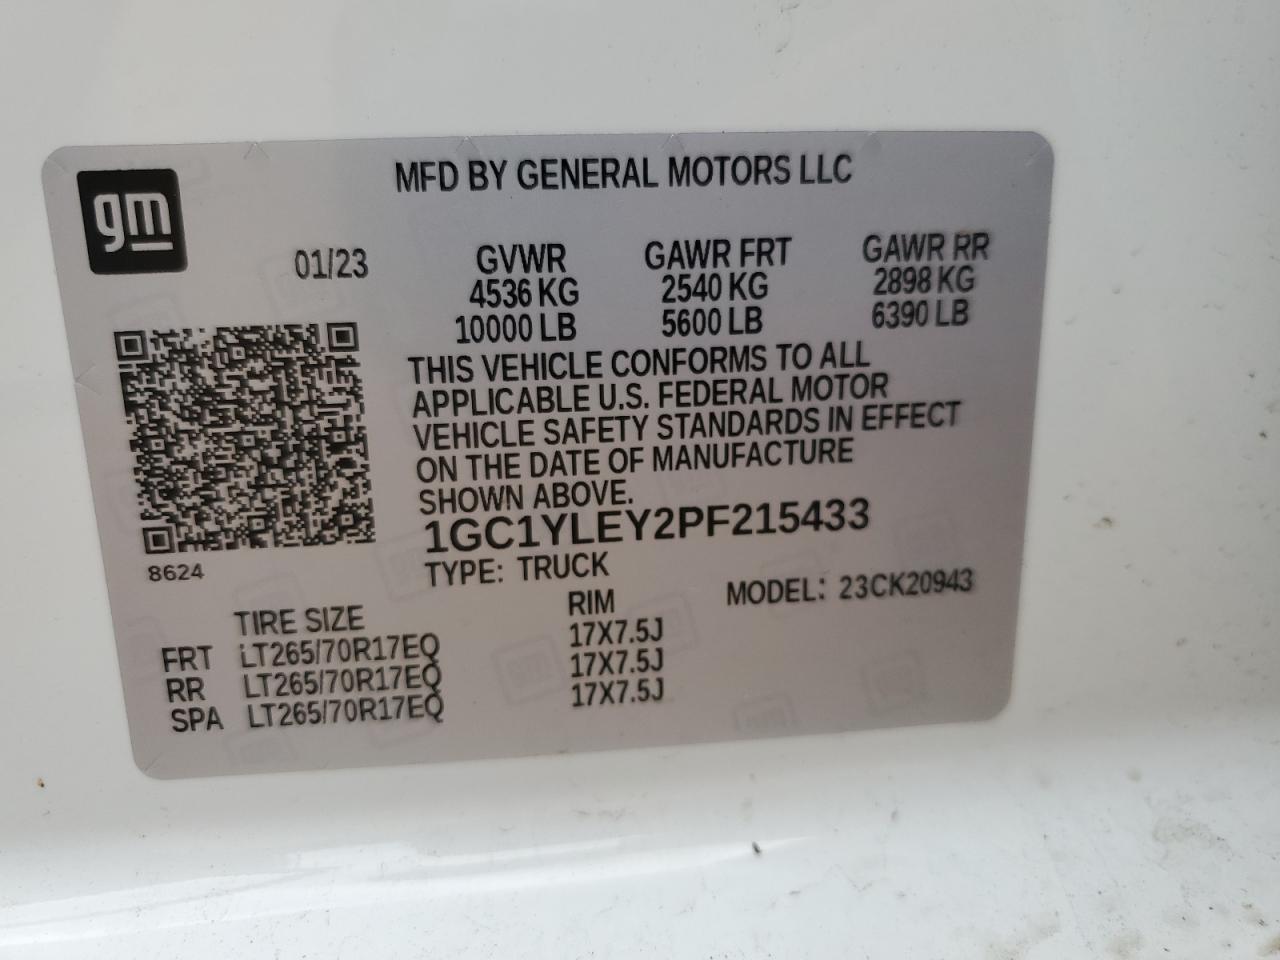 gm
MFD BY GENERAL MOTORS LLC
01/23 GVWR GAWR FRT GAWR RR
4536 KG 2540 KG 2898 KG
10000 LB 5600 LB 6390 LB
THIS VEHICLE CONFORMS TO ALL
APPLICABLE U.S. FEDERAL MOTOR
VEHICLE SAFETY STANDARDS IN EFFECT
ON THE DATE OF MANUFACTURE
SHOWN ABOVE.
1GC1YLEY2PF215433
8624
TYPE: TRUCK
MODEL: 23CK20943
TIRE SIZE RIM
FRT LT265/70R17EQ 17X7.5J
RR LT265/70R17EQ 17X7.5J
SPA LT265/70R17EQ 17X7.5J